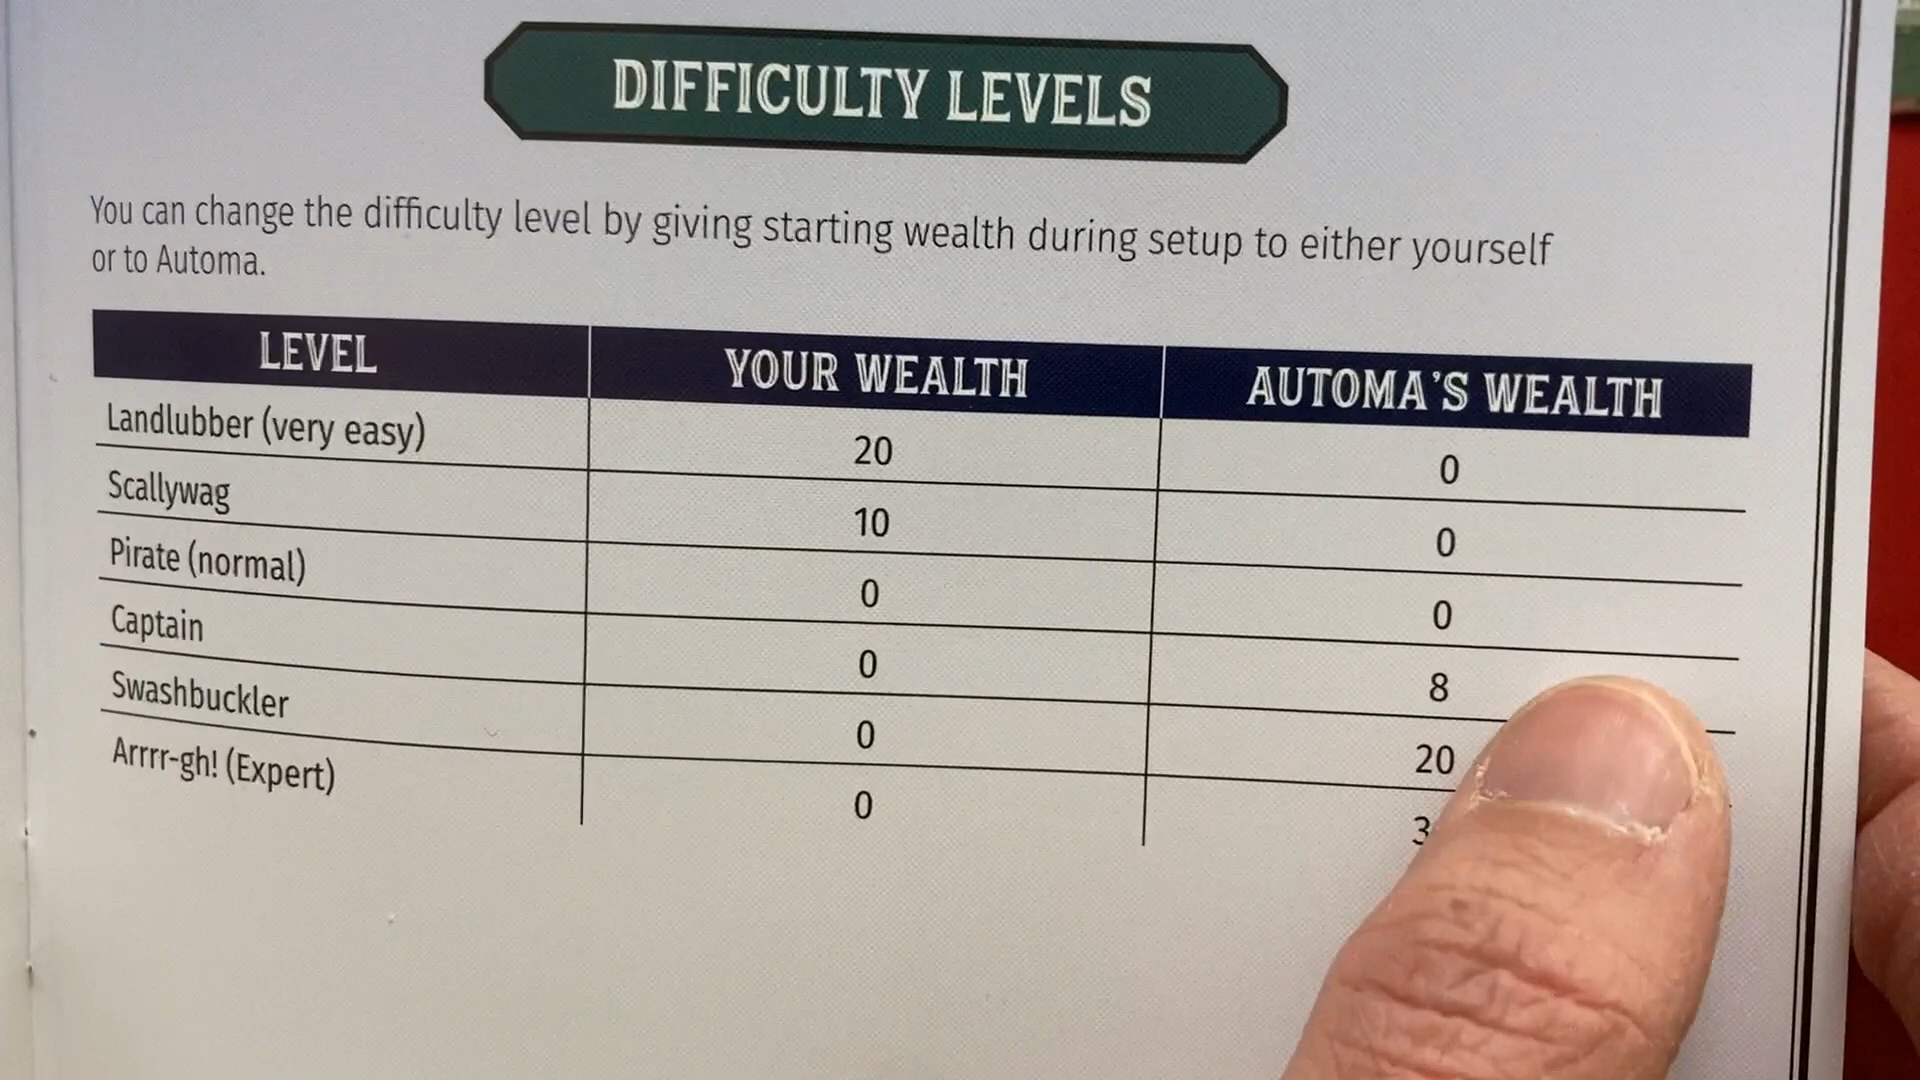 DIFFICULTY LEVELS
You can change the difficulty level by giving starting wealth during setup to either yourself
or to Automa.
LEVEL YOUR WEALTH AUTOMA'S WEALTH
Landlubber (very easy) 20 0
Scallywag 10 0
Pirate (normal) 0 0
Captain 0 8
Swashbuckler 0 20
Arrrr-gh! (Expert) 0